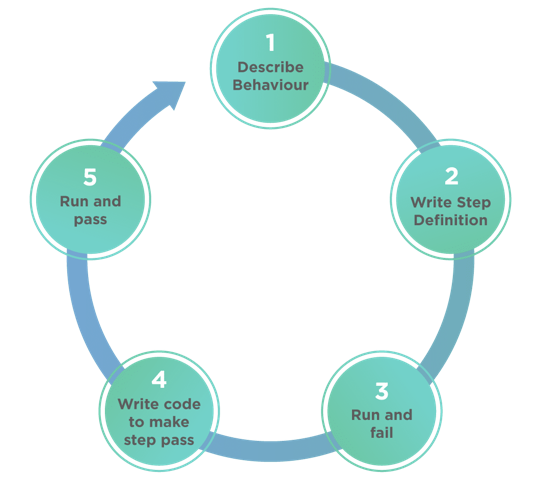 1
Describe
Behaviour
2
Write Step
Definition
3
Run and
fail
4
Write code
to make
step pass
5
Run and
pass